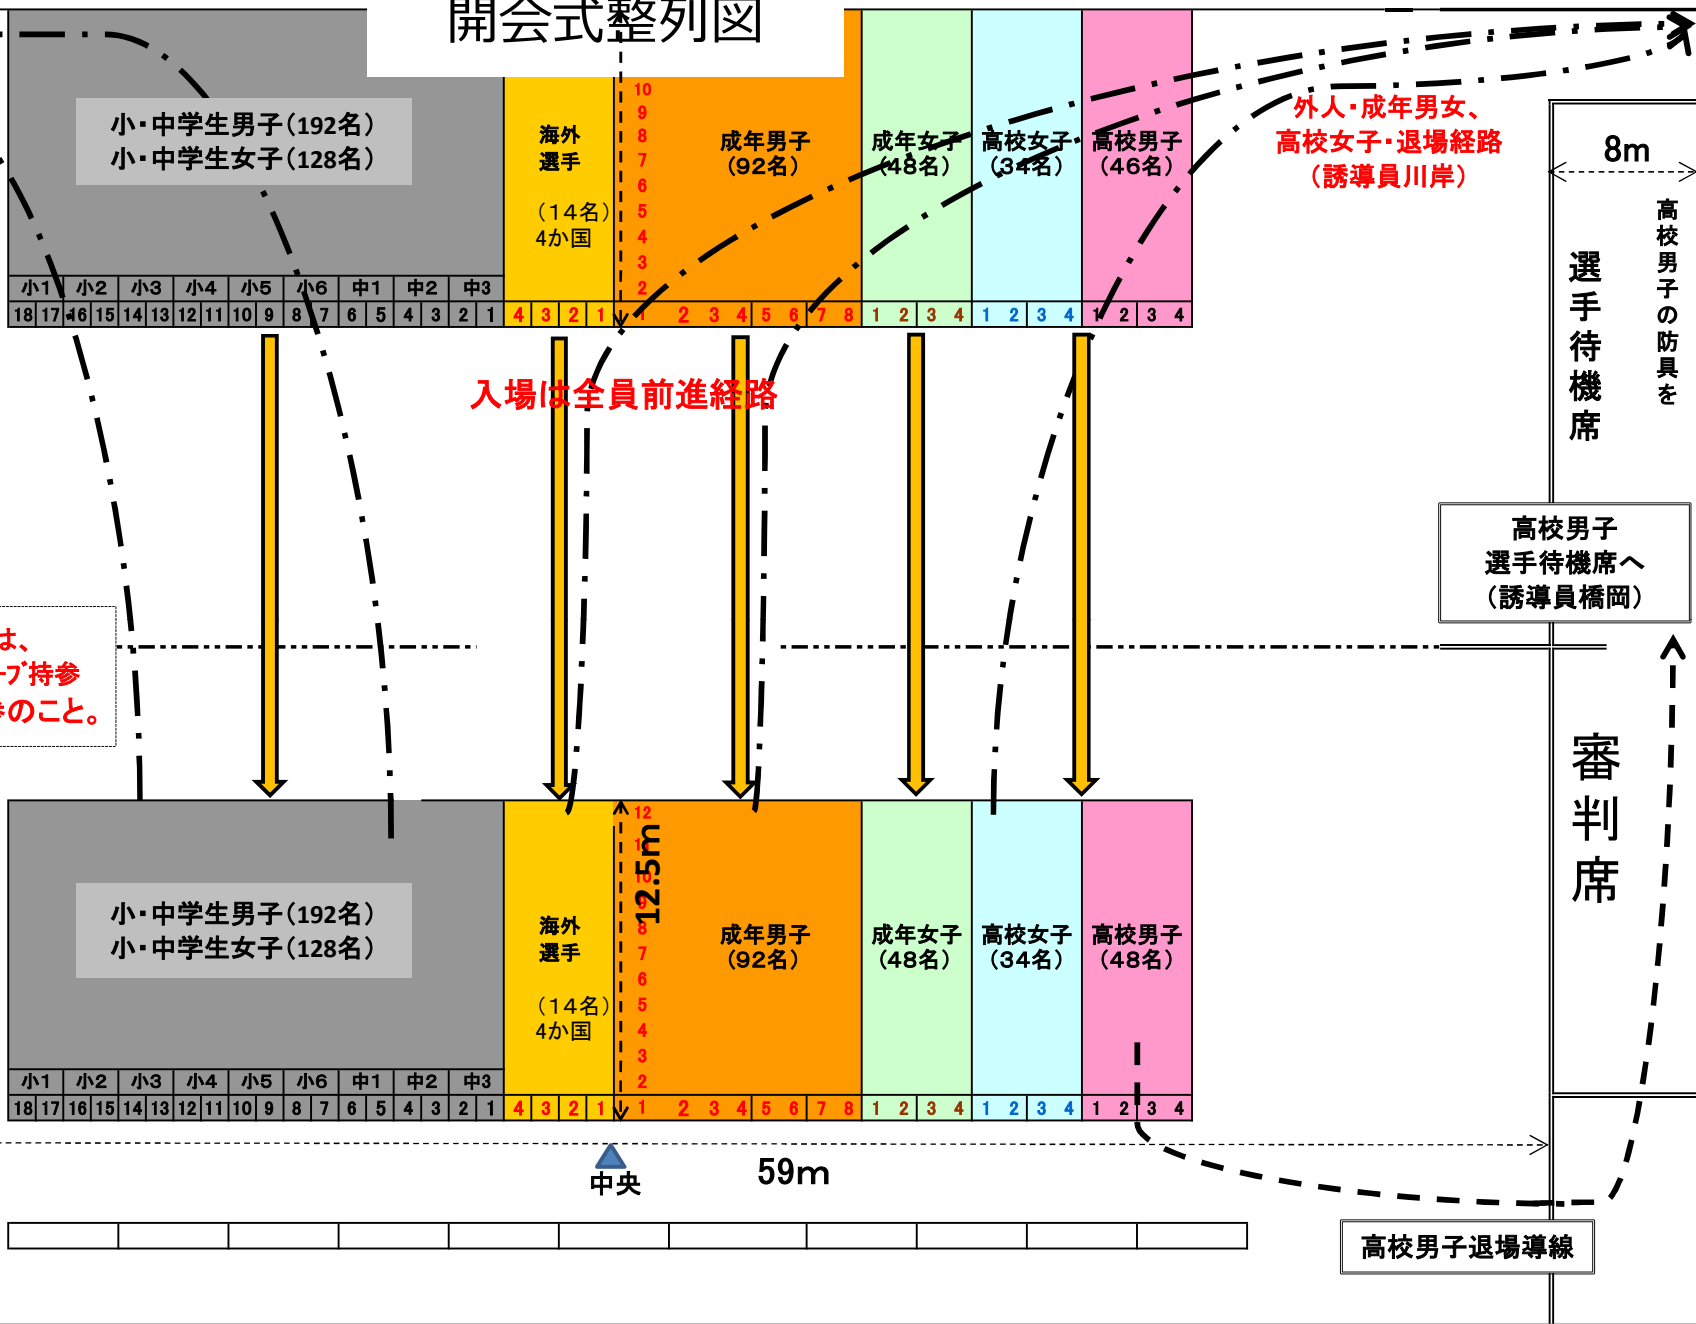 開会式整列図
小・中学生男子（192名）
小・中学生女子（128名）
海外
選手
（１４名）
4か国
10
9
8
7
6
5
4
3
2
成年男子
（92名）
成年女子
（48名）
高校女子
（34名）
高校男子
（46名）
外人・成年男女、
高校女子・退場経路
（誘導員川岸）
8m
高校男子の防具を
選手待機席
小1 小2 小3 小4 小5 小6 中1 中2 中3
18 17 16 15 14 13 12 11 10 9 8 7 6 5 4 3 2 1 4 3 2 1 1 2 3 4 5 6 7 8 1 2 3 4 1 2 3 4 1 2 3 4
入場は全員前進経路
高校男子
選手待機席へ
（誘導員橋岡）
は、
ープ持参
のこと。
審判席
12.5m
小・中学生男子（192名）
小・中学生女子（128名）
海外
選手
（１４名）
4か国
12
11
10
9
8
7
6
5
4
3
2
成年男子
（92名）
成年女子
（48名）
高校女子
（34名）
高校男子
（48名）
小1 小2 小3 小4 小5 小6 中1 中2 中3
18 17 16 15 14 13 12 11 10 9 8 7 6 5 4 3 2 1 4 3 2 1 1 2 3 4 5 6 7 8 1 2 3 4 1 2 3 4 1 2 3 4
中央
59m
高校男子退場導線